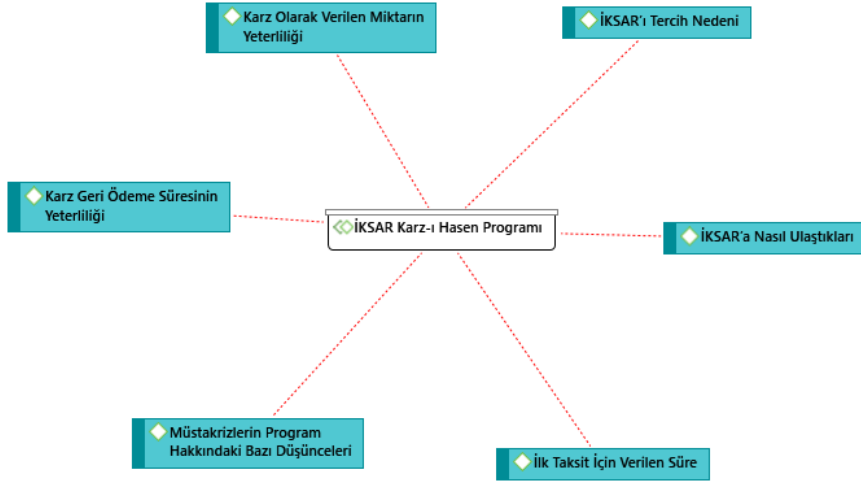 Karz Olarak Verilen Miktarın
Yeterliliği
İKSAR'ı Tercih Nedeni
Karz Geri Ödeme Süresinin
Yeterliliği
İKSAR Karz-ı Hasen Programı
İKSAR'a Nasıl Ulaştıkları
Müstakrizlerin Program
Hakkındaki Bazı Düşünceleri
İlk Taksit İçin Verilen Süre